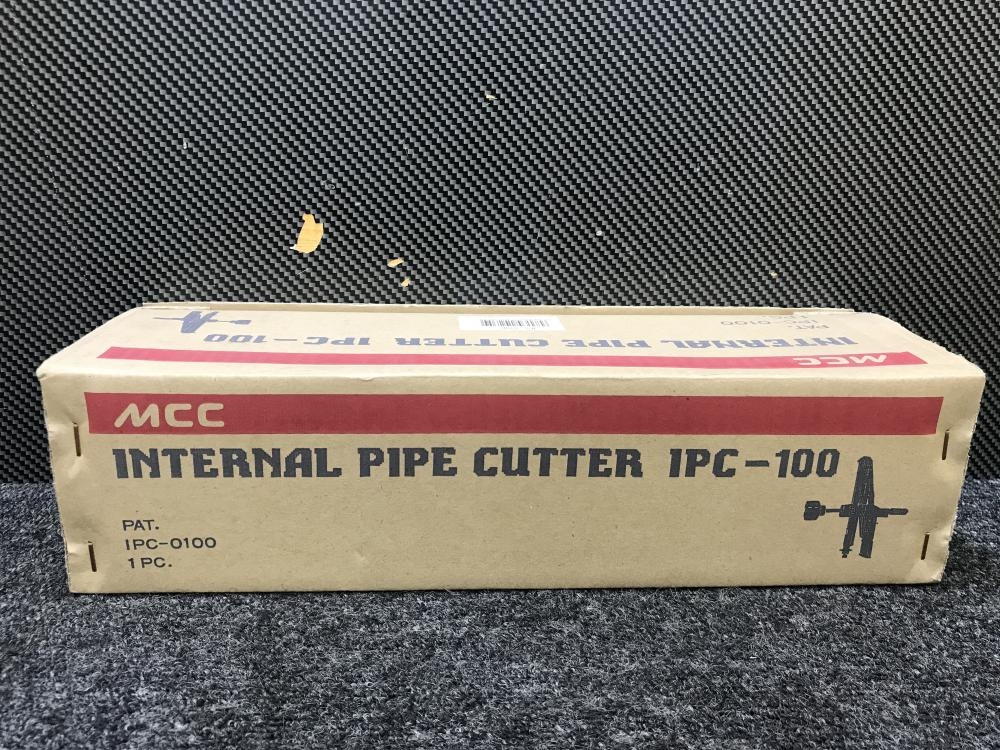 PAT.
IPC-0100
1PC.
INTERNAL PIPE CUTTER IPC-100
MCC
MCC
INTERNAL PIPE CUTTER IPC-100
PAT.
IPC-0100
1PC.